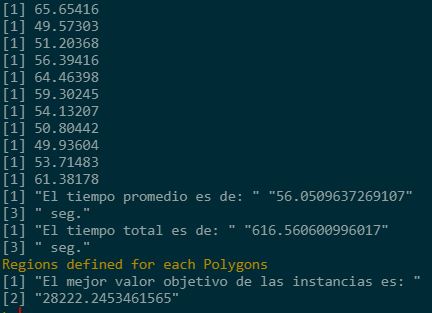 [1] 65.65416
[1] 49.57303
[1] 51.20368
[1] 56.39416
[1] 64.46398
[1] 59.30245
[1] 54.13207
[1] 50.80442
[1] 49.93604
[1] 53.71483
[1] 61.38178
[1] "El tiempo promedio es de: " "56.0509637269107"
[3] " seg."
[1] "El tiempo total es de: " "616.560600996017"
[3] " seg."
Regions defined for each Polygons
[1] "El mejor valor objetivo de las instancias es: "
[2] "28222.2453461565"